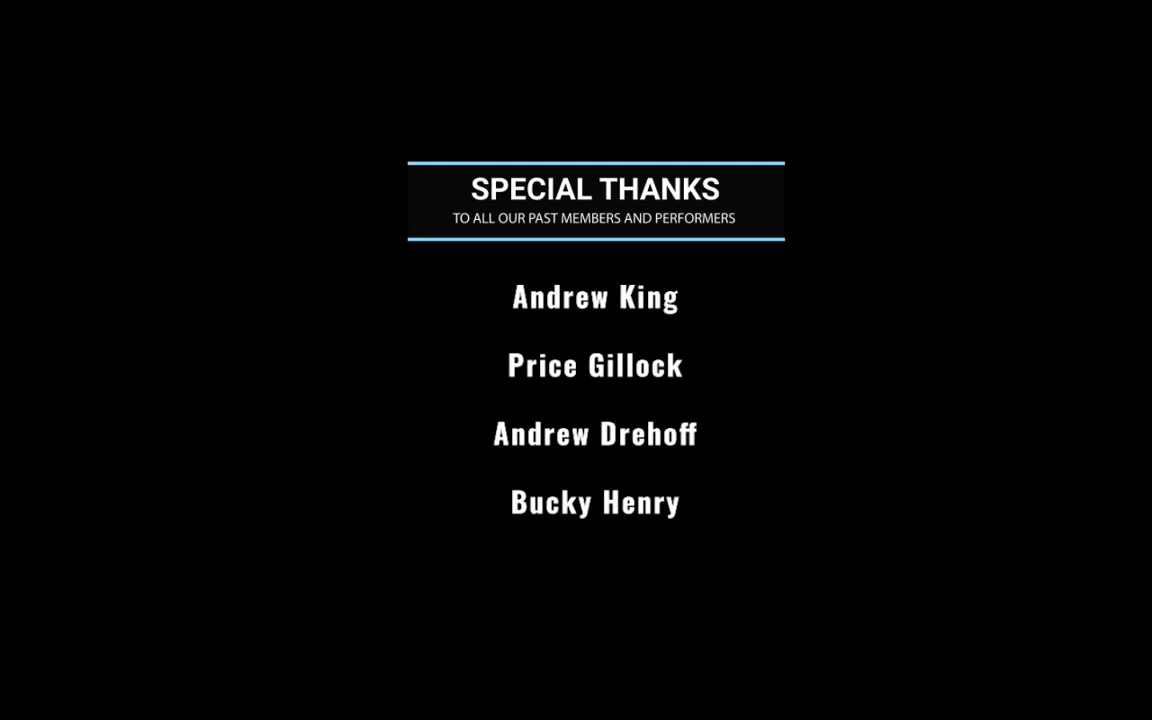 SPECIAL THANKS
TO ALL OUR PAST MEMBERS AND PERFORMERS
Andrew King
Price Gillock
Andrew Drehoff
Bucky Henry